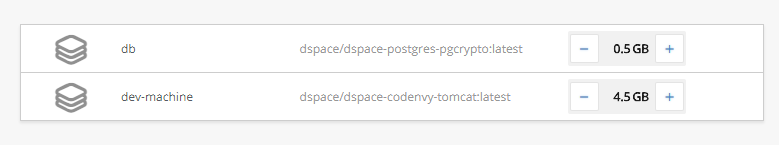 db dspace/dspace-postgres-pgcrypto:latest − 0.5 GB +
dev-machine dspace/dspace-codenvy-tomcat:latest − 4.5 GB +